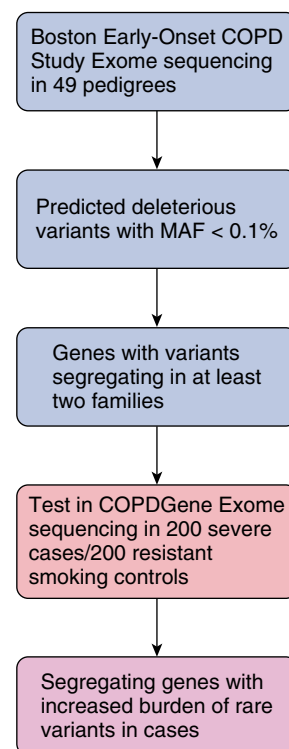 Boston Early-Onset COPD
Study Exome sequencing
in 49 pedigrees
Predicted deleterious
variants with MAF < 0.1%
Genes with variants
segregating in at least
two families
Test in COPDGene Exome
sequencing in 200 severe
cases/200 resistant
smoking controls
Segregating genes with
increased burden of rare
variants in cases